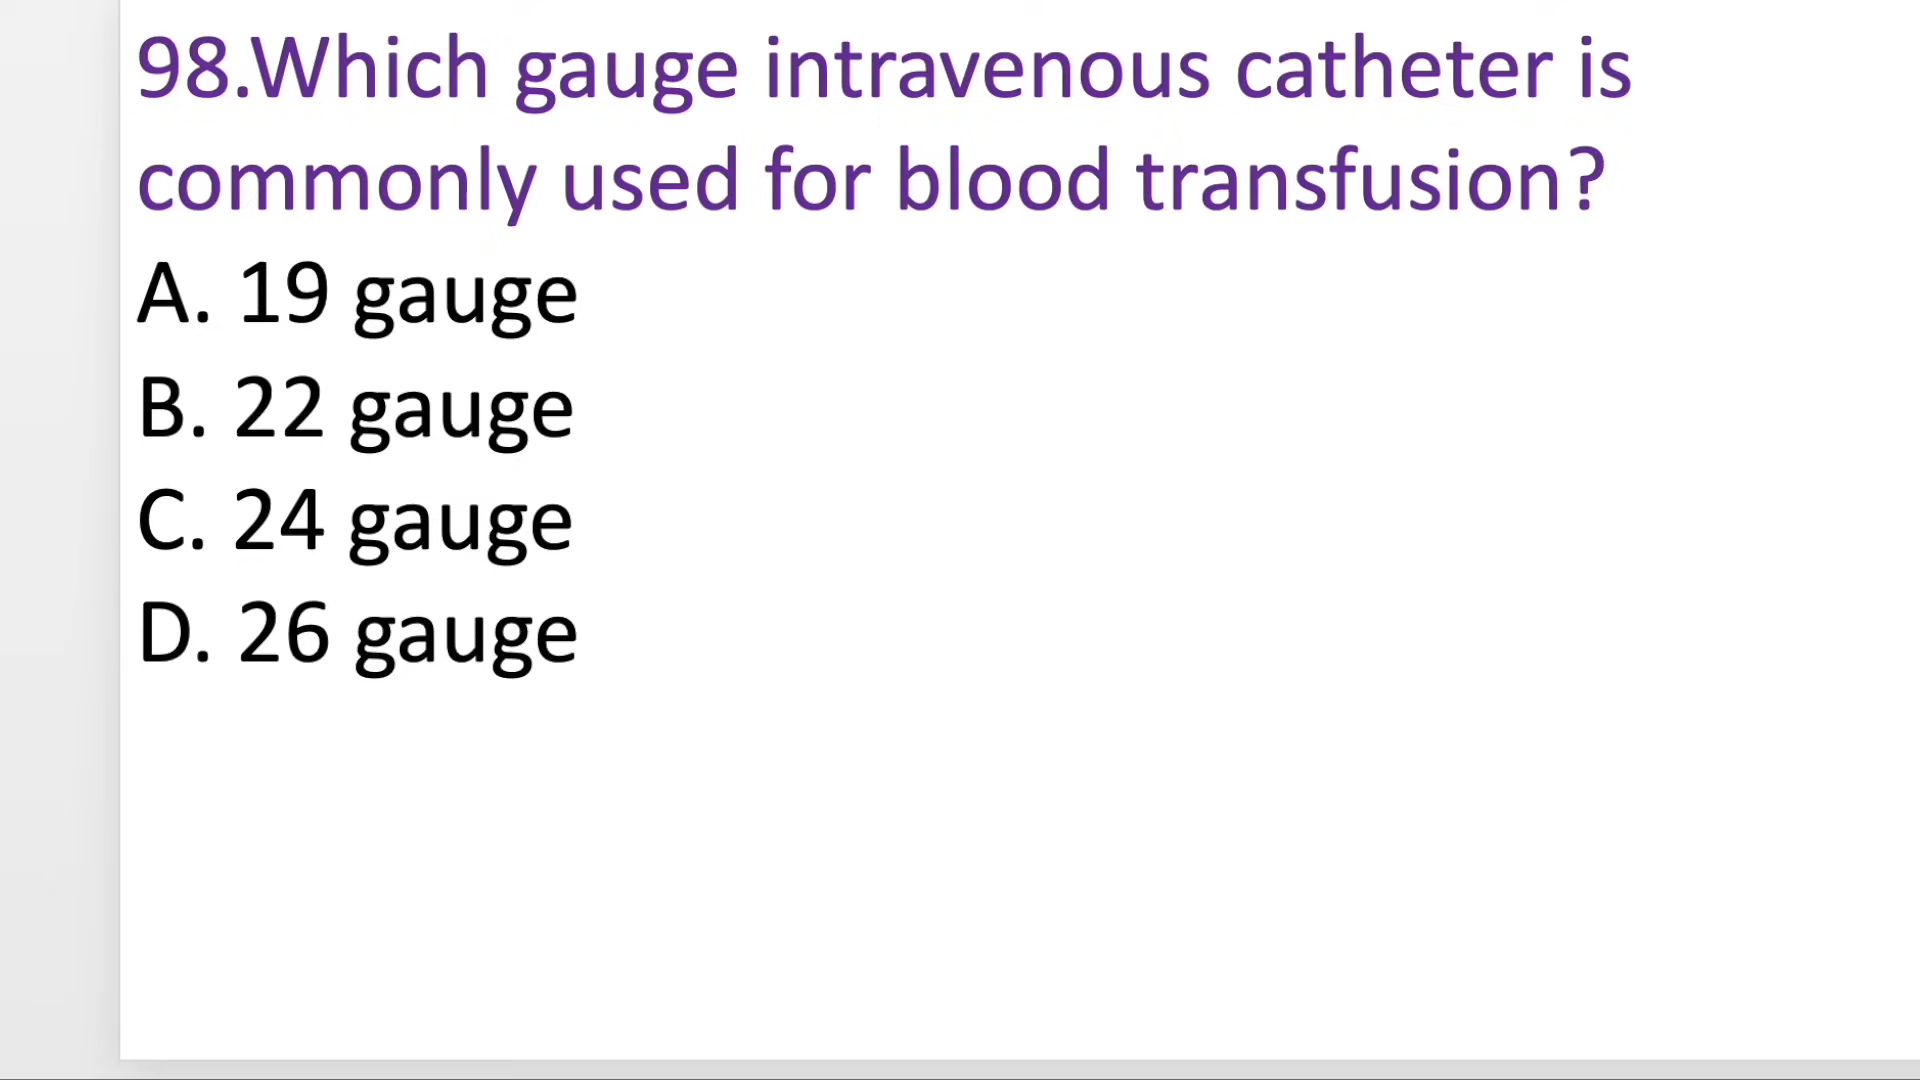 98.Which gauge intravenous catheter is
commonly used for blood transfusion?
A. 19 gauge
B. 22 gauge
C. 24 gauge
D. 26 gauge